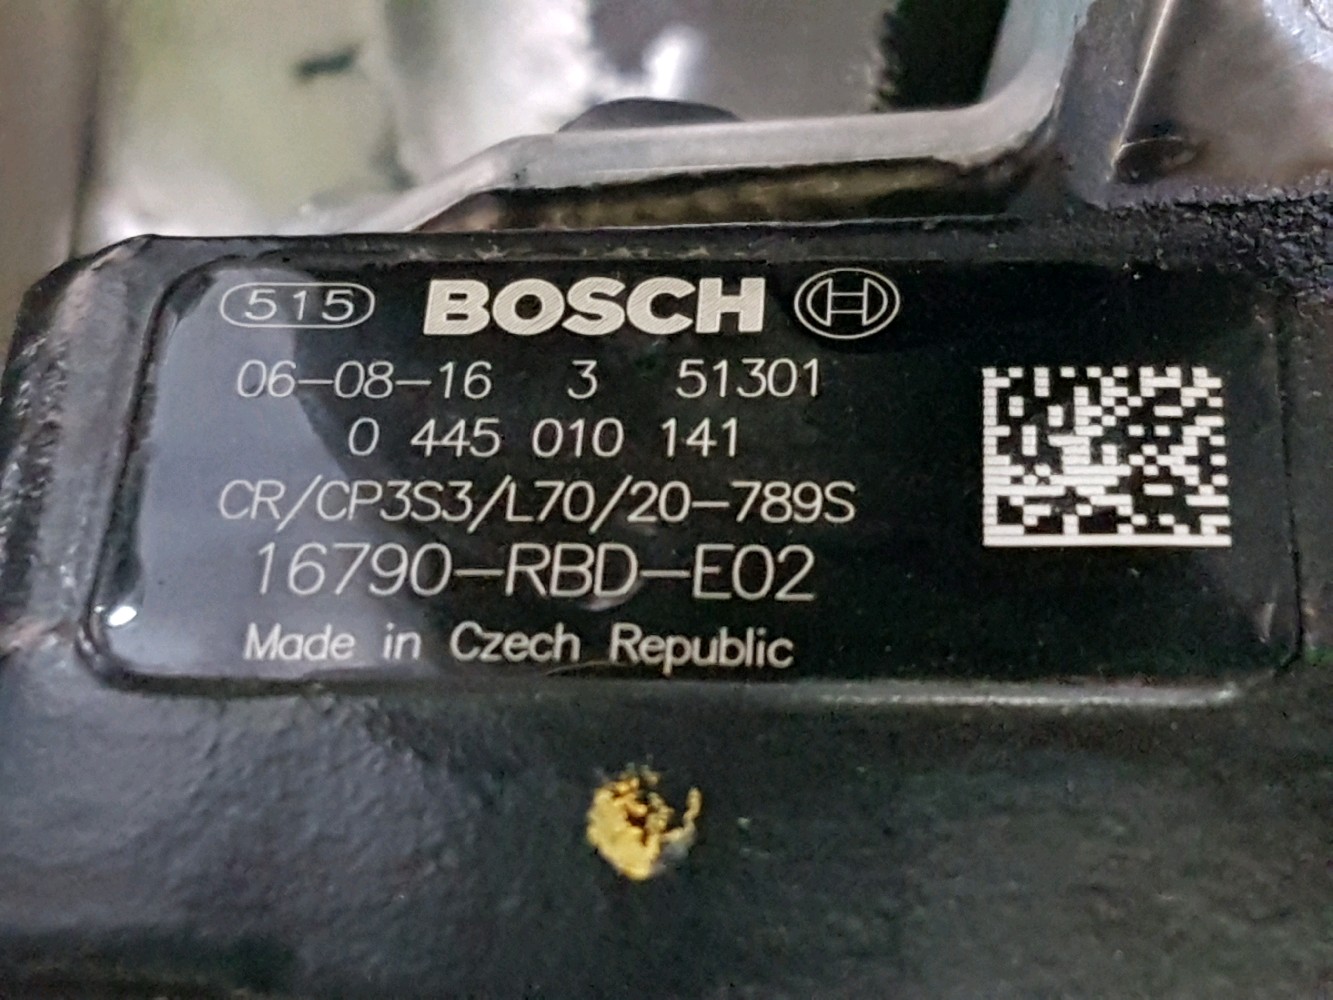 515 BOSCH
06-08-16 3 51301
0 445 010 141
CR/CP3S3/L70/20-789S
16790-RBD-E02
Made in Czech Republic